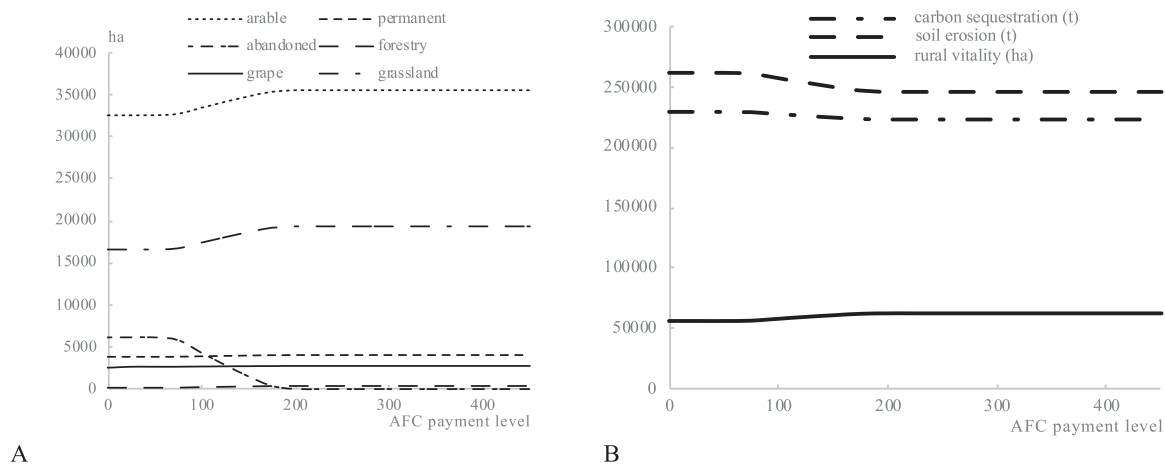 arable permanent
ha
abandoned forestry
grape grassland
40000
35000
30000
25000
20000
15000
10000
5000
0
0 100 200 300 400
AFC payment level
A
carbon sequestration (t)
soil erosion (t)
rural vitality (ha)
300000
250000
200000
150000
100000
50000
0
0 100 200 300 400
AFC payment level
B